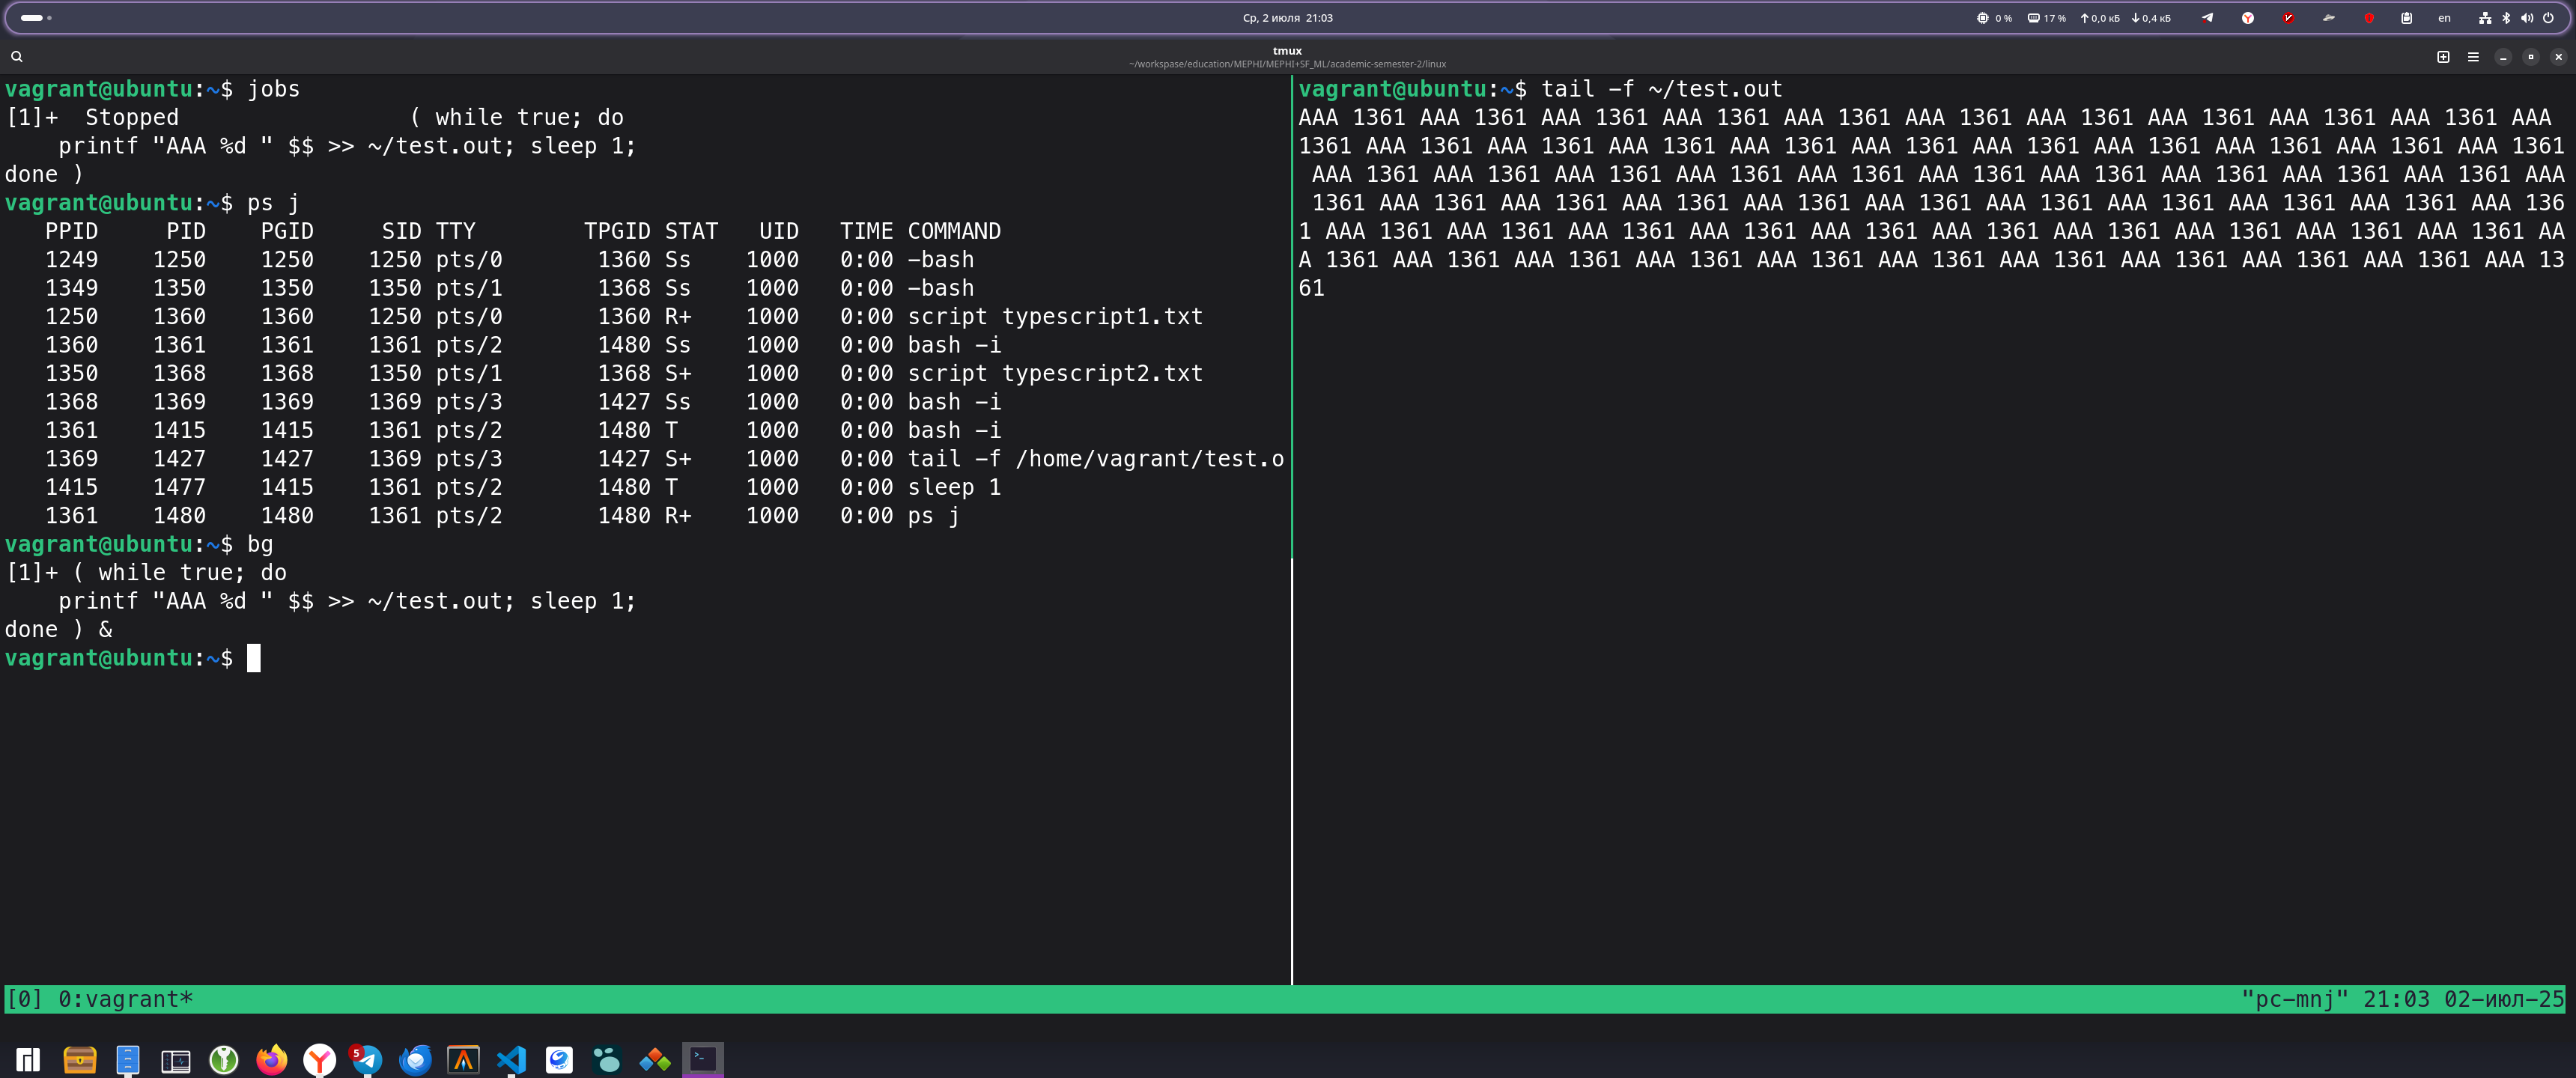 Ср, 2 июля 21:03
0 % 17 % 0,0 кБ 0,4 кБ en
tmux
~/workspase/education/MEPHI/MEPHI+SF_ML/academic-semester-2/linux
vagrant@ubuntu:~$ jobs
[1]+  Stopped                 ( while true; do
    printf "AAA %d " $$ >> ~/test.out; sleep 1;
done )
vagrant@ubuntu:~$ ps j
   PPID     PID    PGID     SID TTY        TPGID STAT   UID   TIME COMMAND
   1249    1250    1250    1250 pts/0       1360 Ss    1000   0:00 -bash
   1349    1350    1350    1350 pts/1       1368 Ss    1000   0:00 -bash
   1250    1360    1360    1250 pts/0       1360 R+    1000   0:00 script typescript1.txt
   1360    1361    1361    1361 pts/2       1480 Ss    1000   0:00 bash -i
   1350    1368    1368    1350 pts/1       1368 S+    1000   0:00 script typescript2.txt
   1368    1369    1369    1369 pts/3       1427 Ss    1000   0:00 bash -i
   1361    1415    1415    1361 pts/2       1480 T     1000   0:00 bash -i
   1369    1427    1427    1369 pts/3       1427 S+    1000   0:00 tail -f /home/vagrant/test.o
   1415    1477    1415    1361 pts/2       1480 T     1000   0:00 sleep 1
   1361    1480    1480    1361 pts/2       1480 R+    1000   0:00 ps j
vagrant@ubuntu:~$ bg
[1]+ ( while true; do
    printf "AAA %d " $$ >> ~/test.out; sleep 1;
done ) &
vagrant@ubuntu:~$
vagrant@ubuntu:~$ tail -f ~/test.out
AAA 1361 AAA 1361 AAA 1361 AAA 1361 AAA 1361 AAA 1361 AAA 1361 AAA 1361 AAA 1361 AAA 1361 AAA
1361 AAA 1361 AAA 1361 AAA 1361 AAA 1361 AAA 1361 AAA 1361 AAA 1361 AAA 1361 AAA 1361 AAA 1361
 AAA 1361 AAA 1361 AAA 1361 AAA 1361 AAA 1361 AAA 1361 AAA 1361 AAA 1361 AAA 1361 AAA 1361 AAA
 1361 AAA 1361 AAA 1361 AAA 1361 AAA 1361 AAA 1361 AAA 1361 AAA 1361 AAA 1361 AAA 1361 AAA 136
1 AAA 1361 AAA 1361 AAA 1361 AAA 1361 AAA 1361 AAA 1361 AAA 1361 AAA 1361 AAA 1361 AAA 1361 AA
A 1361 AAA 1361 AAA 1361 AAA 1361 AAA 1361 AAA 1361 AAA 1361 AAA 1361 AAA 1361 AAA 1361 AAA 13
61
[0] 0:vagrant*
"pc-mnj" 21:03 02-июл-25
5